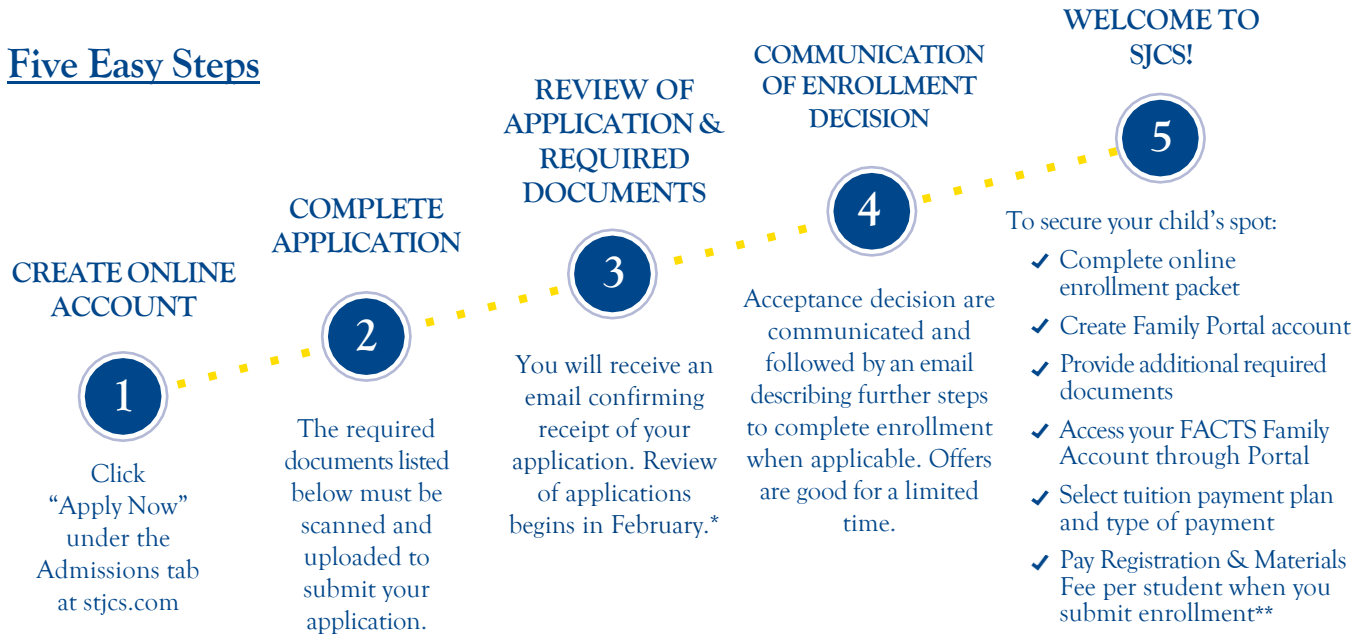 Five Easy Steps
CREATE ONLINE
ACCOUNT
1
Click
“Apply Now”
under the
Admissions tab
at stjcs.com
COMPLETE
APPLICATION
2
The required
documents listed
below must be
scanned and
uploaded to
submit your
application.
REVIEW OF
APPLICATION &
REQUIRED
DOCUMENTS
3
You will receive an
email confirming
receipt of your
application. Review
of applications
begins in February.*
COMMUNICATION
OF ENROLLMENT
DECISION
4
Acceptance decision are
communicated and
followed by an email
describing further steps
to complete enrollment
when applicable. Offers
are good for a limited
time.
WELCOME TO
SJCS!
5
To secure your child’s spot:
✓ Complete online
enrollment packet
✓ Create Family Portal account
✓ Provide additional required
documents
✓ Access your FACTS Family
Account through Portal
✓ Select tuition payment plan
and type of payment
✓ Pay Registration & Materials
Fee per student when you
submit enrollment**